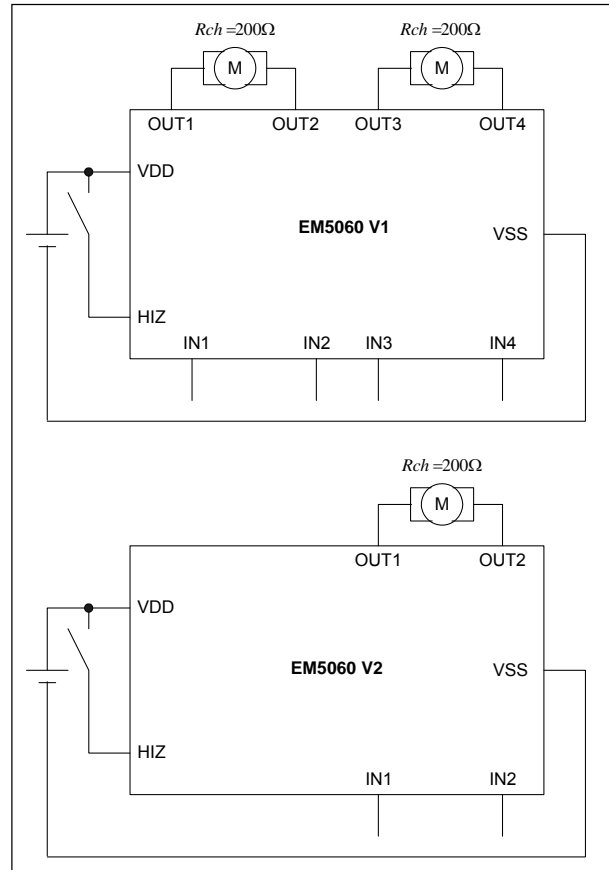 Rch =200Ω Rch =200Ω
M M
OUT1 OUT2 OUT3 OUT4
VDD
EM5060 V1
VSS
HIZ
IN1 IN2 IN3 IN4
Rch =200Ω
M
OUT1 OUT2
VDD
EM5060 V2
VSS
HIZ
IN1 IN2